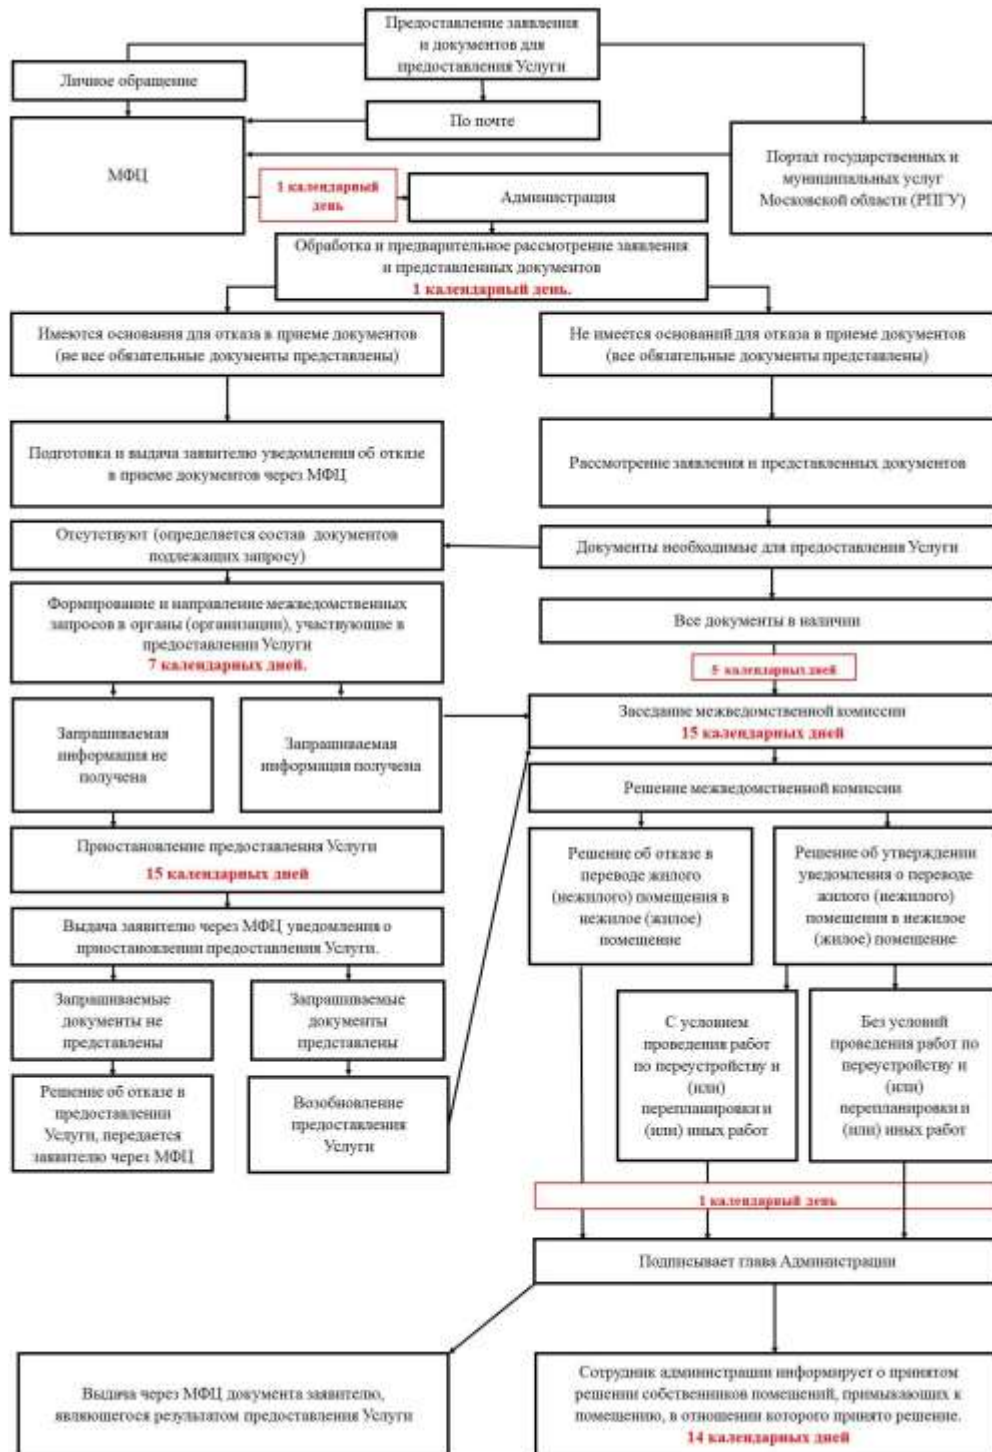 Предоставление заявления
и документов для
предоставления Услуги
Личное обращение
По почте
МФЦ
Портал государственных и
муниципальных услуг
Московской области (РПГУ)
1 календарный
день
Администрация
Обработка и предварительное рассмотрение заявления
и представленных документов
1 календарный день.
Имеются основания для отказа в приеме документов
(не все обязательные документы представлены)
Не имеется оснований для отказа в приеме документов
(все обязательные документы представлены)
Подготовка и выдача заявителю уведомления об отказе
в приеме документов через МФЦ
Рассмотрение заявления и представленных документов
Отсутствуют (определяется состав документов
подлежащих запросу)
Документы необходимые для предоставления Услуги
Формирование и направление межведомственных
запросов в органы (организации), участвующие в
предоставлении Услуги
7 календарных дней.
Все документы в наличии
5 календарных дней
Запрашиваемая
информация не
получена
Запрашиваемая
информация получена
Заседание межведомственной комиссии
15 календарных дней
Решение межведомственной комиссии
Приостановление предоставления Услуги
15 календарных дней
Решение об отказе в
переводе жилого
(нежилого) помещения в
нежилое (жилое)
помещение
Решение об утверждении
уведомления о переводе
жилого (нежилого)
помещения в нежилое
(жилое) помещение
Выдача заявителю через МФЦ уведомления о
приостановлении предоставления Услуги.
Запрашиваемые
документы не
представлены
Запрашиваемые
документы
представлены
С условием
проведения работ
по переустройству и
(или)
перепланировки и
(или) иных работ
Без условий
проведения работ по
переустройству и
(или)
перепланировки и
(или) иных работ
Решение об отказе в
предоставлении
Услуги, передается
заявителю через МФЦ
Возобновление
предоставления
Услуги
1 календарный день
Подписывает глава Администрации
Выдача через МФЦ документа заявителю,
являющегося результатом предоставления Услуги
Сотрудник администрации информирует о принятом
решении собственников помещений, примыкающих к
помещению, в отношении которого принято решение.
14 календарных дней